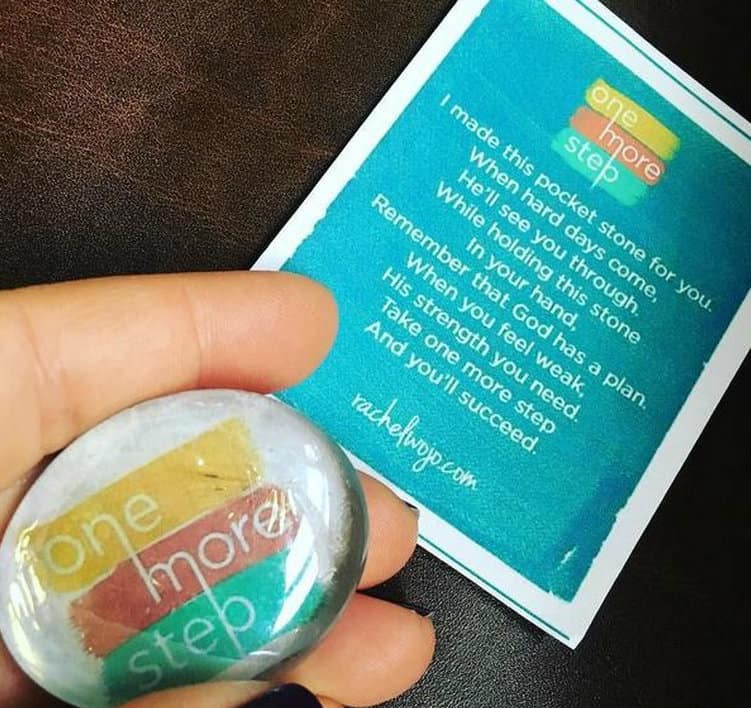 one
more
step
I made this pocket stone for you.
When hard days come,
He'll see you through.
While holding this stone
In your hand,
Remember that God has a plan.
When you feel weak,
His strength you need.
Take one more step
And you'll succeed.
rachelwojo.com
one
more
step